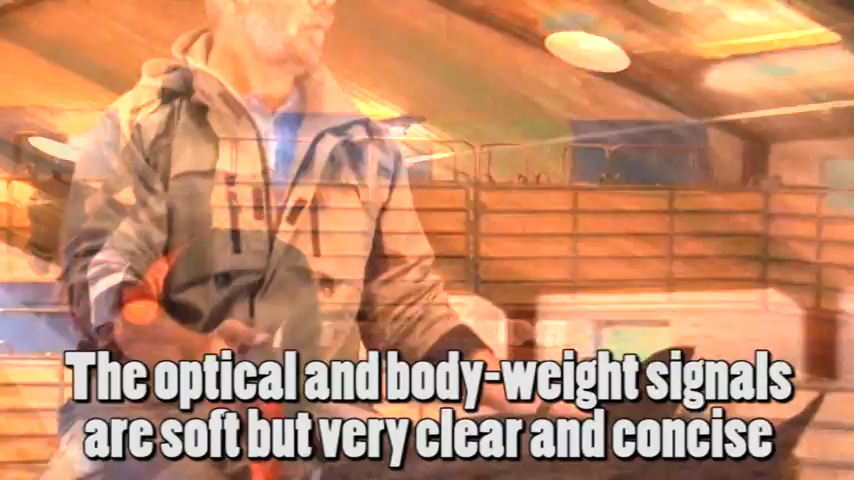 The optical and body-weight signals
are soft but very clear and concise